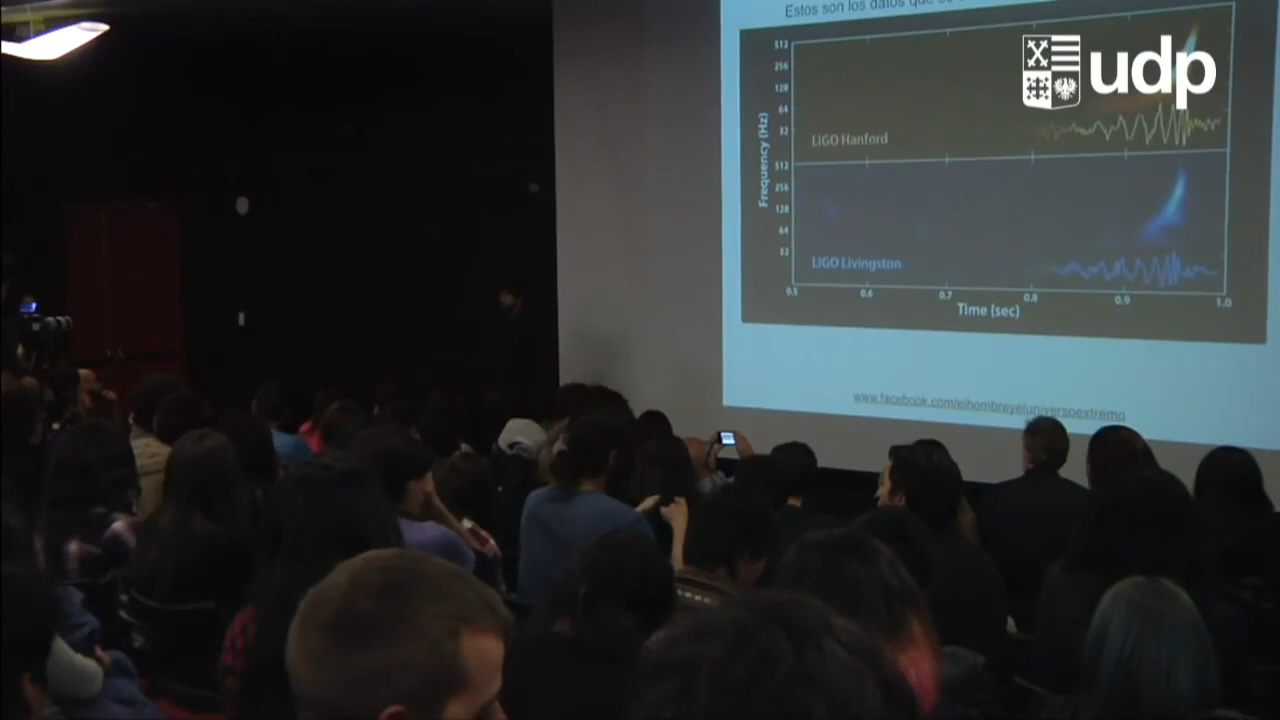 Estos son los datos que se
udp
512
256
128
64
32
LIGO Hanford
Frequency (Hz)
512
256
128
64
32
LIGO Livingston
0.5 0.6 0.7 0.8 0.9 1.0
Time (sec)
www.facebook.com/elhombreyeluniversoextremo